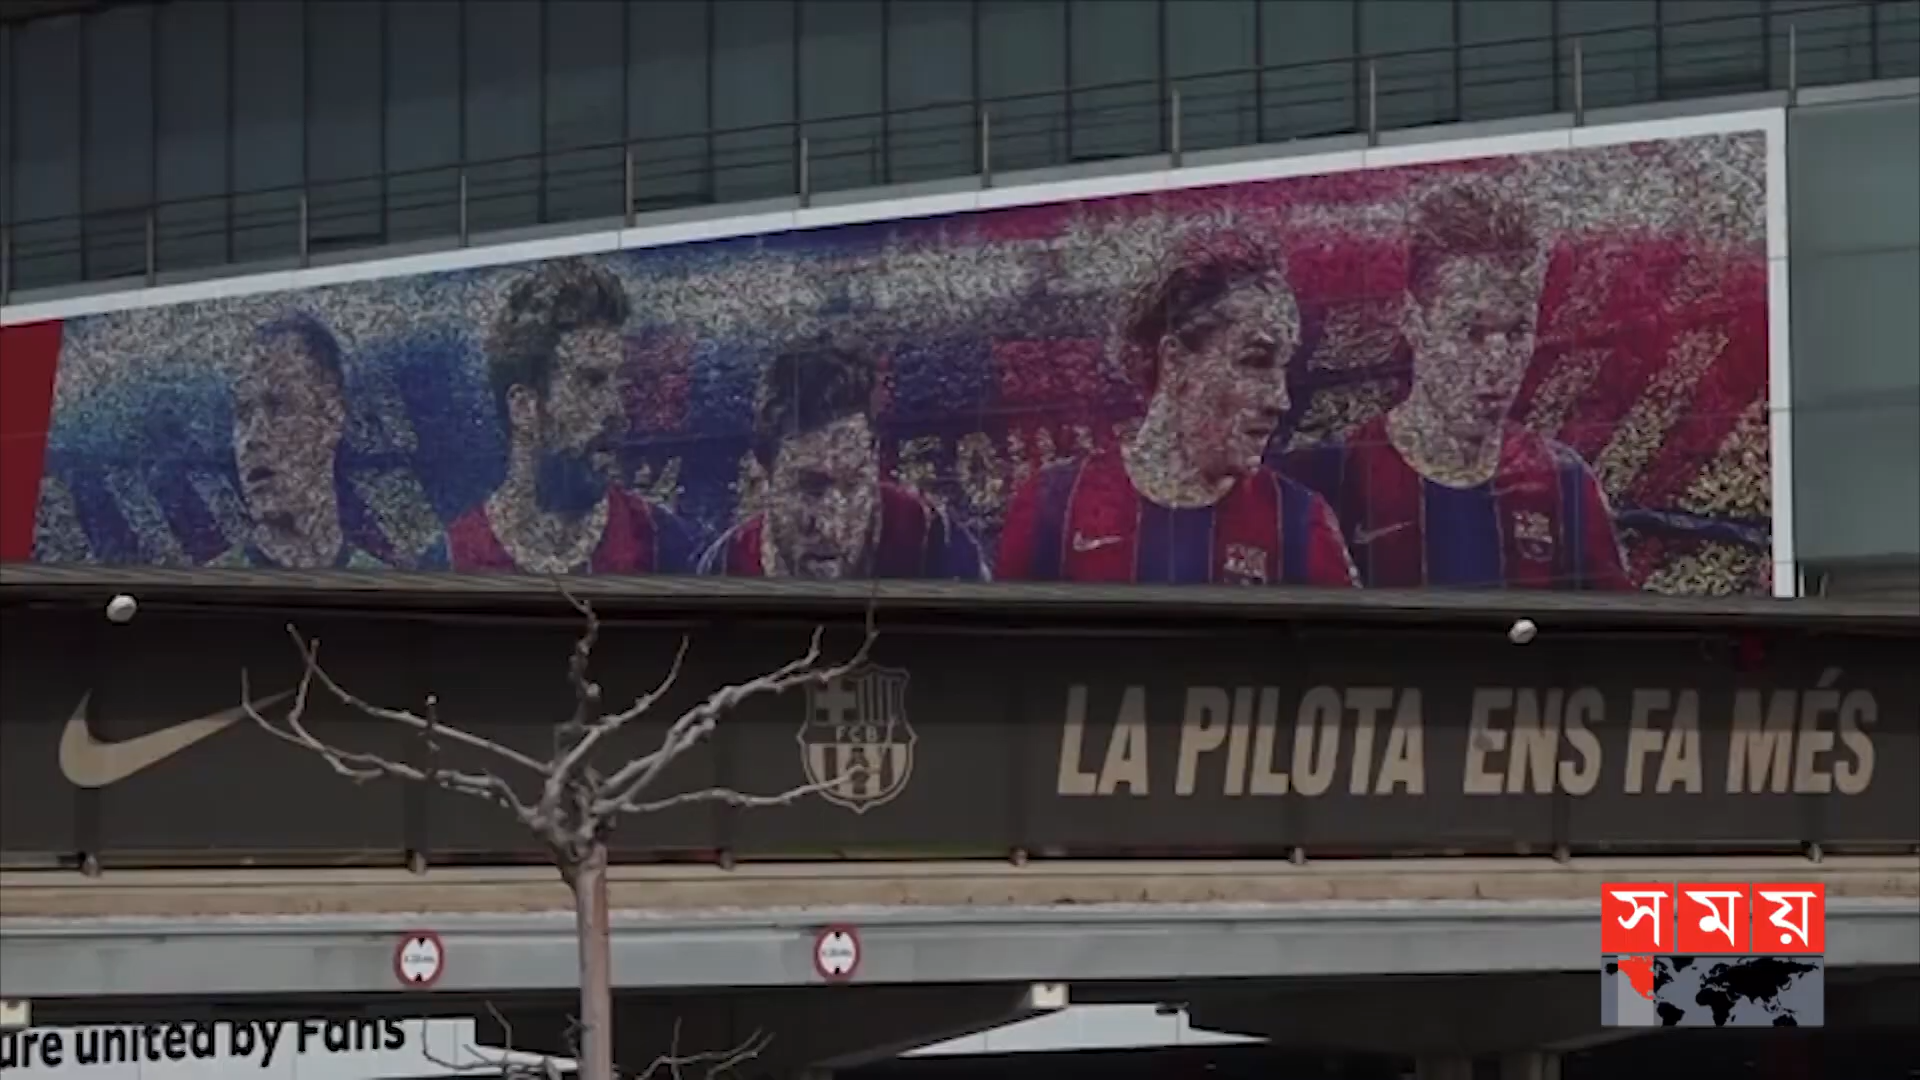 FCB
LA PILOTA ENS FA MÉS
সময়
ure united by Fans